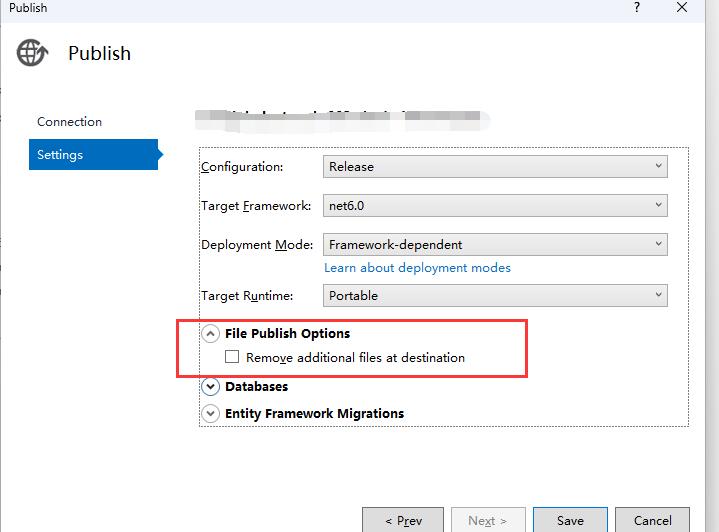 Publish
?
Publish
Connection
Settings
Configuration: Release
Target Framework: net6.0
Deployment Mode: Framework-dependent
Learn about deployment modes
Target Runtime: Portable
File Publish Options
Remove additional files at destination
Databases
Entity Framework Migrations
< Prev Next > Save Cancel